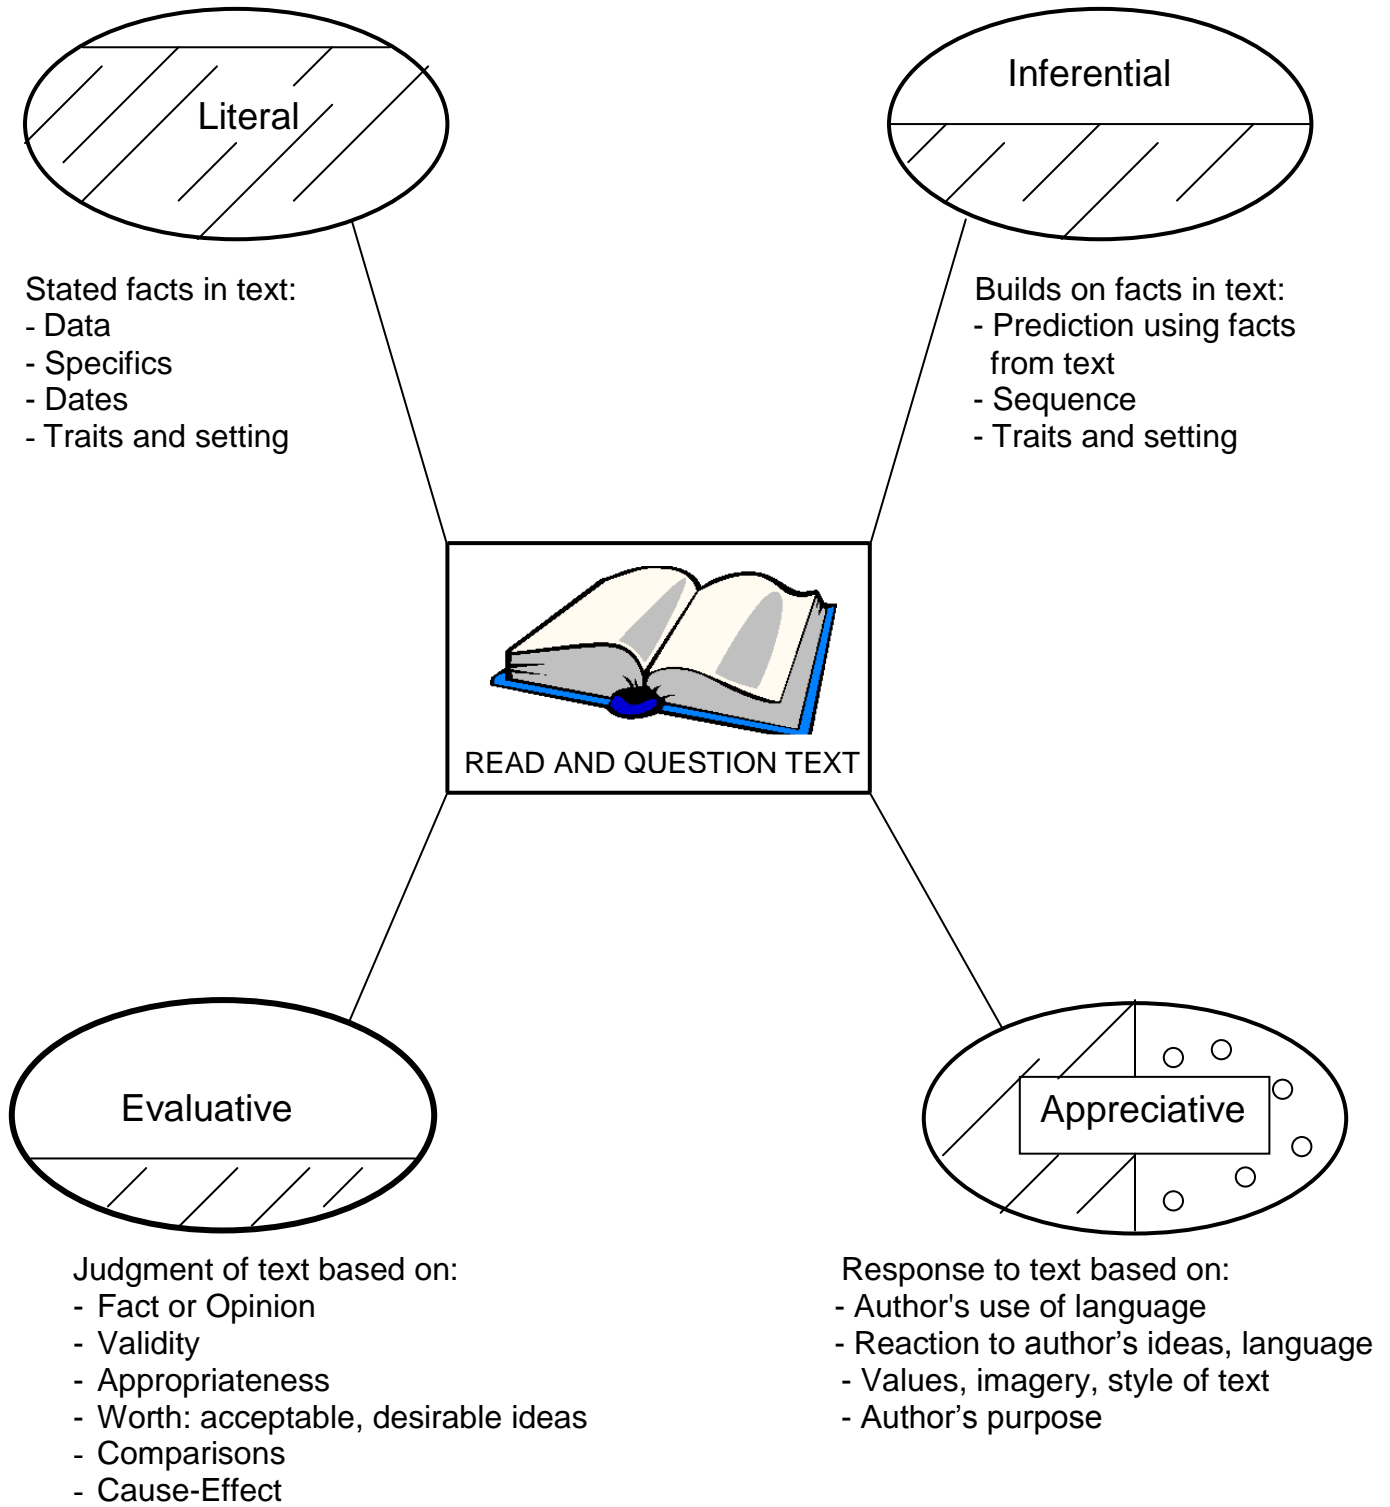 Literal
Stated facts in text:
- Data
- Specifics
- Dates
- Traits and setting
Inferential
Builds on facts in text:
- Prediction using facts
from text
- Sequence
- Traits and setting
READ AND QUESTION TEXT
Evaluative
Judgment of text based on:
- Fact or Opinion
- Validity
- Appropriateness
- Worth: acceptable, desirable ideas
- Comparisons
- Cause-Effect
Appreciative
Response to text based on:
- Author's use of language
- Reaction to author’s ideas, language
- Values, imagery, style of text
- Author’s purpose